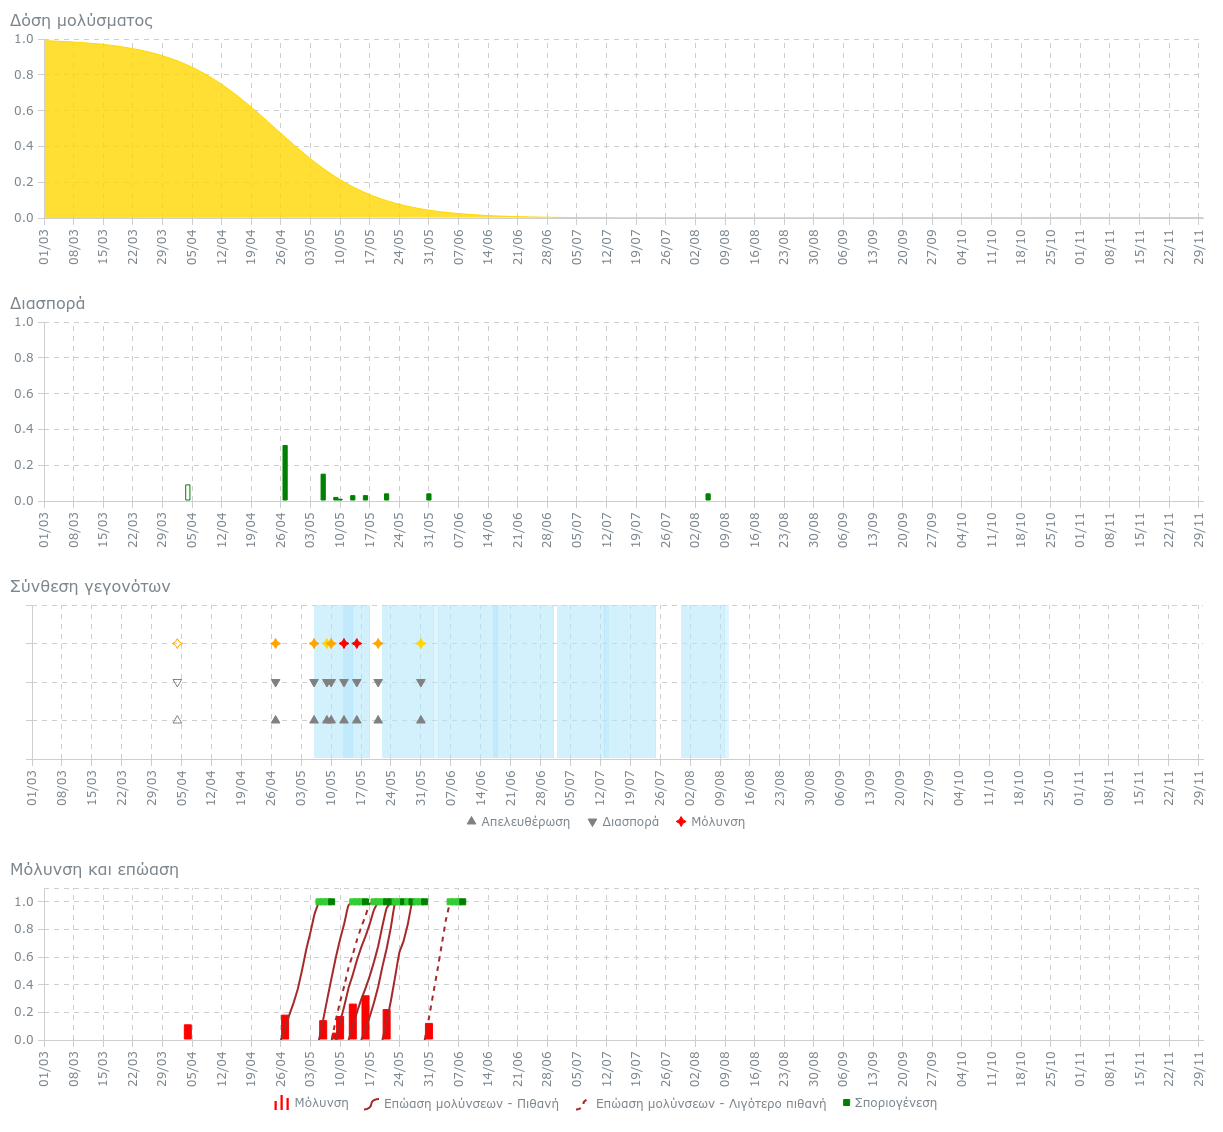 Δόση μολύσματος
1.0
0.8
0.6
0.4
0.2
0.0
01/03 08/03 15/03 22/03 29/03 05/04 12/04 19/04 26/04 03/05 10/05 17/05 24/05 31/05 07/06 14/06 21/06 28/06 05/07 12/07 19/07 26/07 02/08 09/08 16/08 23/08 30/08 06/09 13/09 20/09 27/09 04/10 11/10 18/10 25/10 01/11 08/11 15/11 22/11 29/11
Διασπορά
1.0
0.8
0.6
0.4
0.2
0.0
01/03 08/03 15/03 22/03 29/03 05/04 12/04 19/04 26/04 03/05 10/05 17/05 24/05 31/05 07/06 14/06 21/06 28/06 05/07 12/07 19/07 26/07 02/08 09/08 16/08 23/08 30/08 06/09 13/09 20/09 27/09 04/10 11/10 18/10 25/10 01/11 08/11 15/11 22/11 29/11
Σύνθεση γεγονότων
01/03 08/03 15/03 22/03 29/03 05/04 12/04 19/04 26/04 03/05 10/05 17/05 24/05 31/05 07/06 14/06 21/06 28/06 05/07 12/07 19/07 26/07 02/08 09/08 16/08 23/08 30/08 06/09 13/09 20/09 27/09 04/10 11/10 18/10 25/10 01/11 08/11 15/11 22/11 29/11
Απελευθέρωση Διασπορά Μόλυνση
Μόλυνση και επώαση
1.0
0.8
0.6
0.4
0.2
0.0
01/03 08/03 15/03 22/03 29/03 05/04 12/04 19/04 26/04 03/05 10/05 17/05 24/05 31/05 07/06 14/06 21/06 28/06 05/07 12/07 19/07 26/07 02/08 09/08 16/08 23/08 30/08 06/09 13/09 20/09 27/09 04/10 11/10 18/10 25/10 01/11 08/11 15/11 22/11 29/11
Μόλυνση Επώαση μολύνσεων - Πιθανή Επώαση μολύνσεων - Λιγότερο πιθανή Σποριογένεση